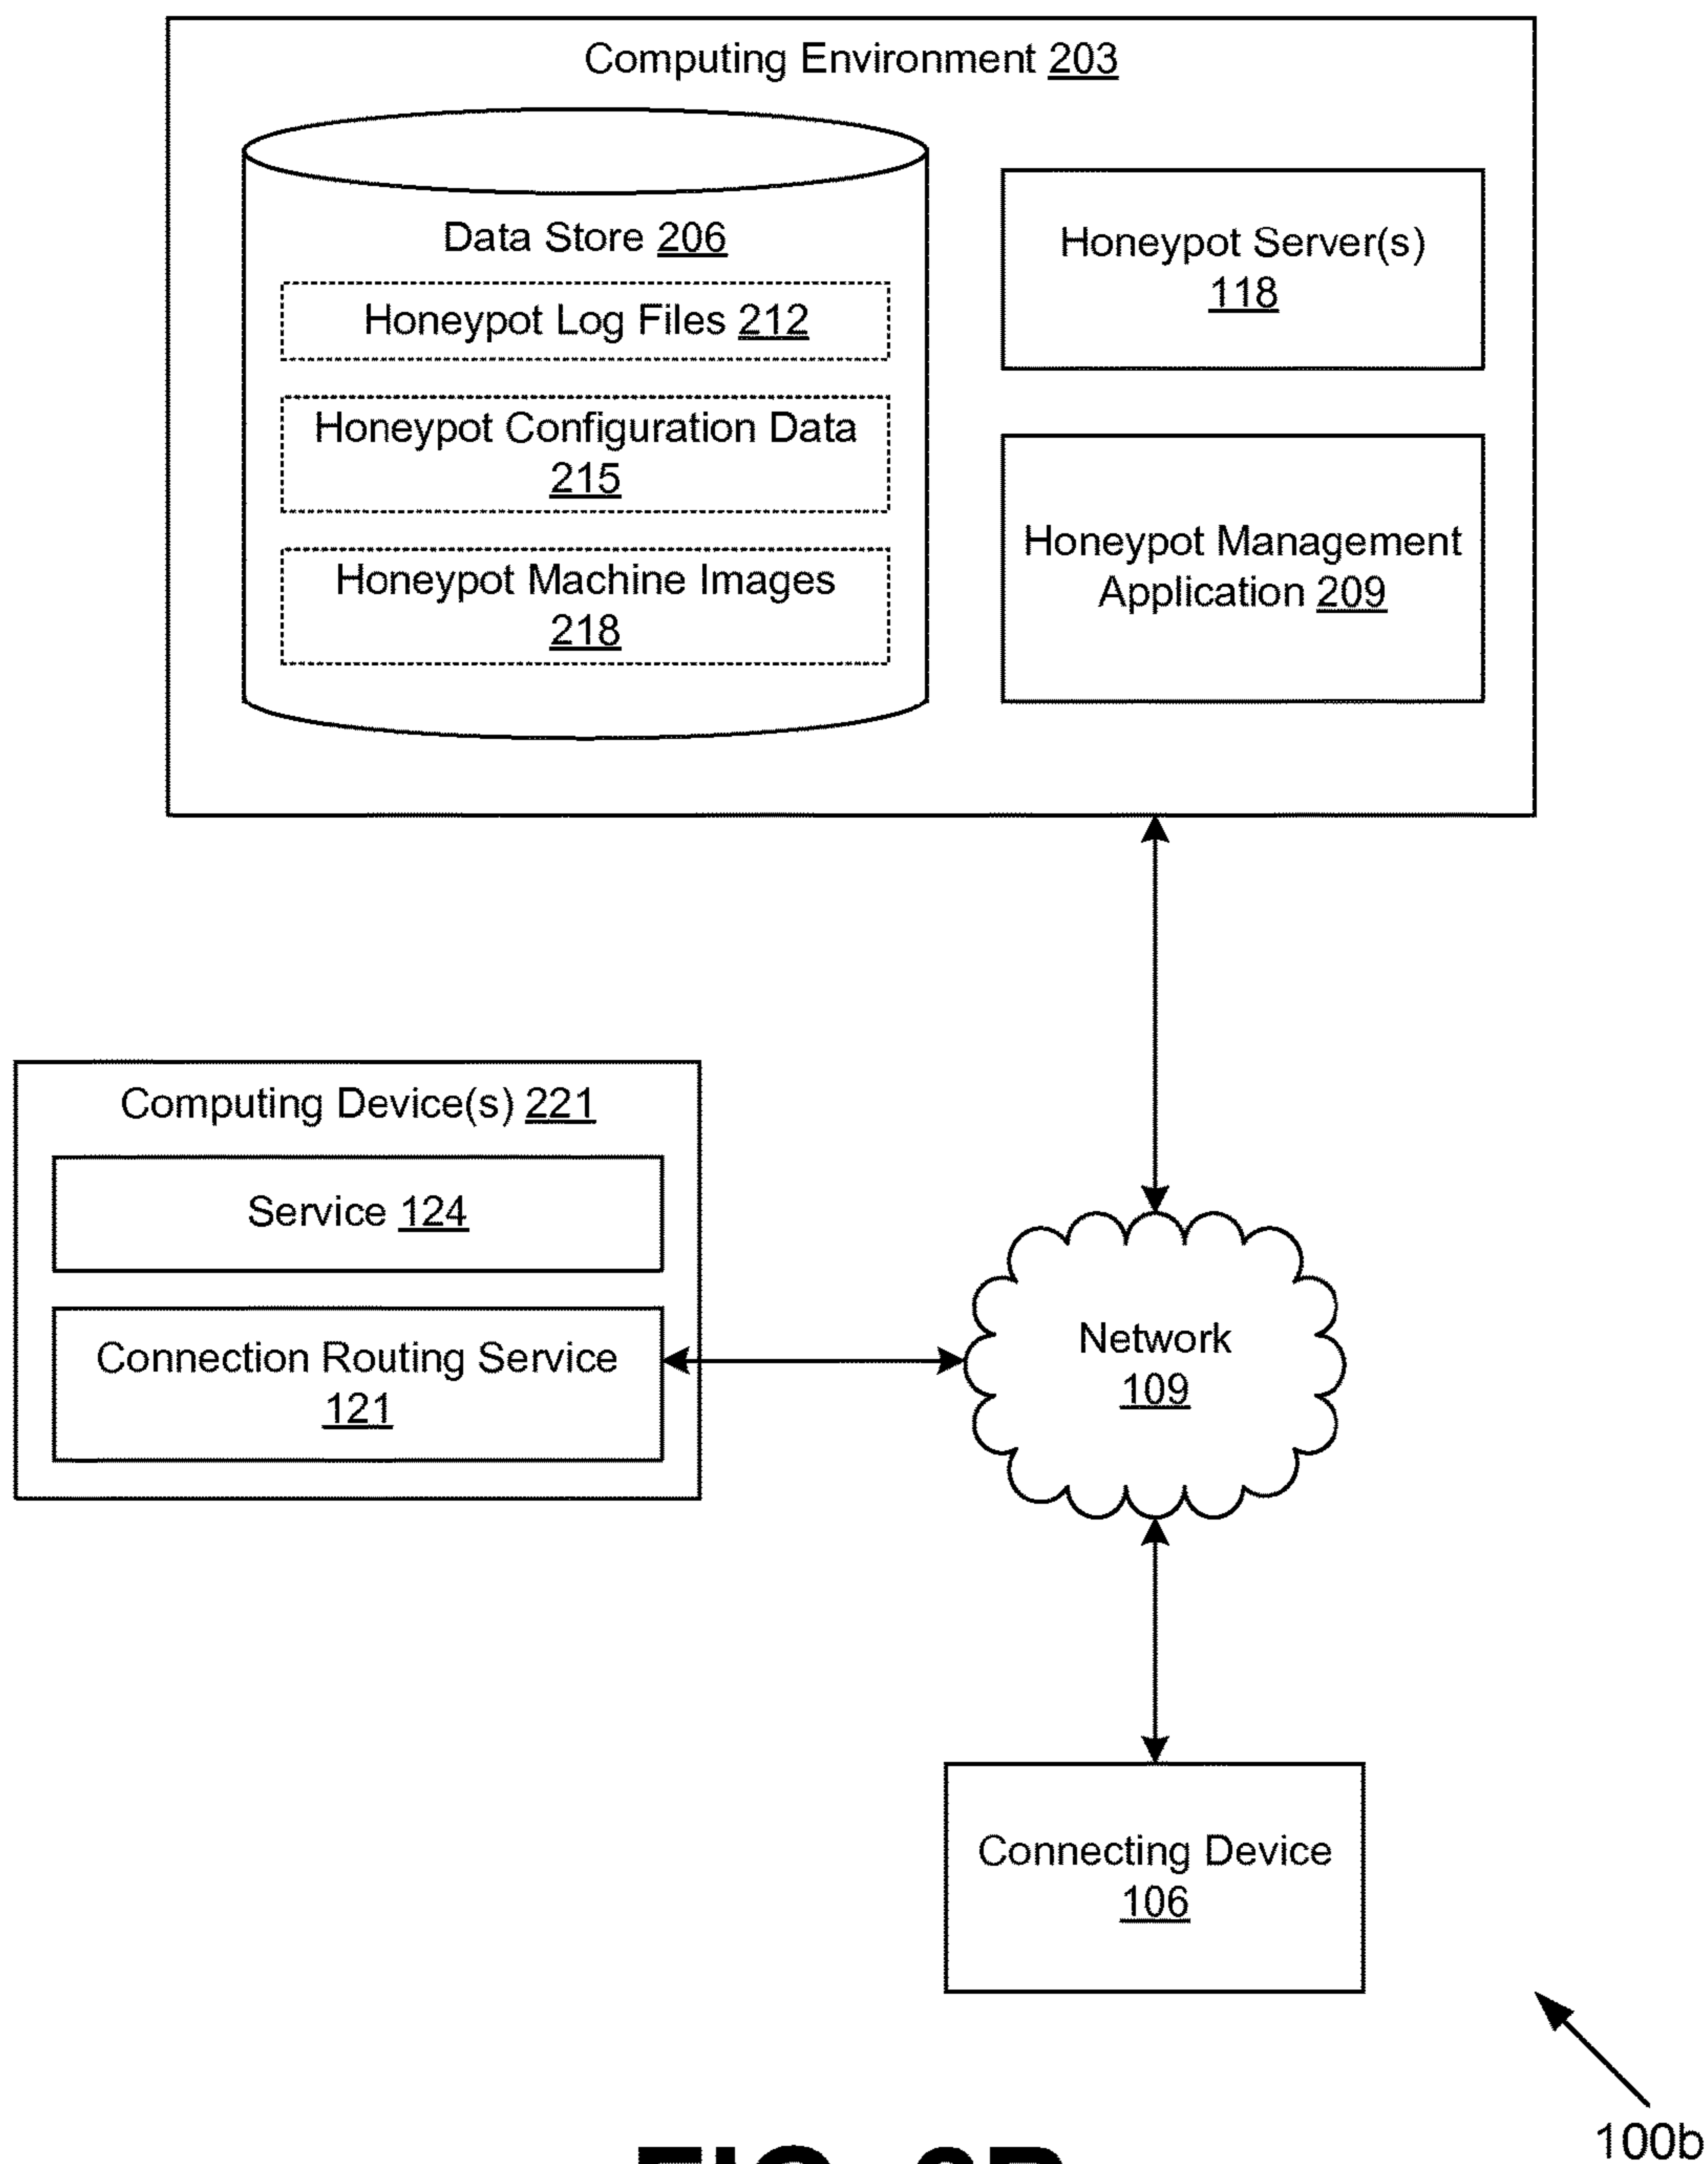 Computing Environment 203
Data Store 206
Honeypot Log Files 212
Honeypot Configuration Data
215
Honeypot Machine Images
218
Honeypot Server(s)
118
Honeypot Management
Application 209
Computing Device(s) 221
Service 124
Connection Routing Service
121
Network
109
Connecting Device
106
100b